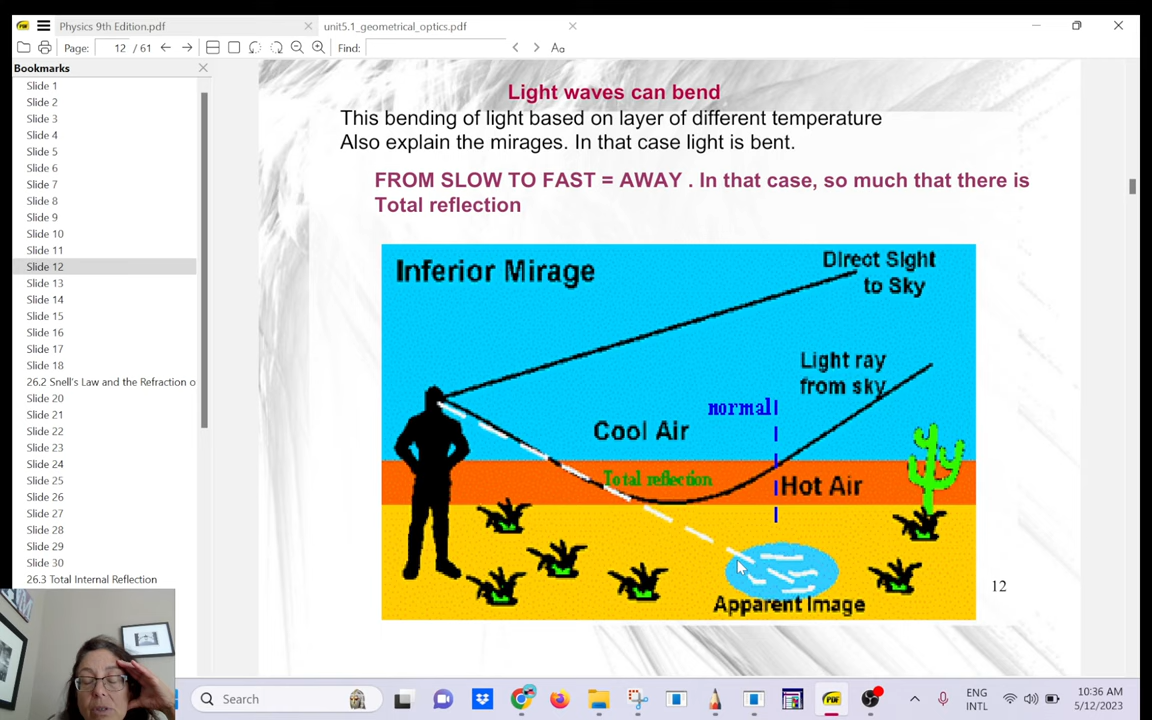 Physics 9th Edition.pdf
unit5.1_geometrical_optics.pdf
Page: 12 / 61
Find:
Aa
Bookmarks
Slide 1
Slide 2
Slide 3
Slide 4
Slide 5
Slide 6
Slide 7
Slide 8
Slide 9
Slide 10
Slide 11
Slide 12
Slide 13
Slide 14
Slide 15
Slide 16
Slide 17
Slide 18
26.2 Snell's Law and the Refraction o
Slide 20
Slide 21
Slide 22
Slide 23
Slide 24
Slide 25
Slide 26
Slide 27
Slide 28
Slide 29
Slide 30
26.3 Total Internal Reflection
Light waves can bend
This bending of light based on layer of different temperature
Also explain the mirages. In that case light is bent.
FROM SLOW TO FAST = AWAY . In that case, so much that there is
Total reflection
Inferior Mirage
Direct Sight
to Sky
Light ray
from sky
normal
Cool Air
Total reflection
Hot Air
Apparent Image
12
Search
PDF
ENG
INTL
10:36 AM
5/12/2023